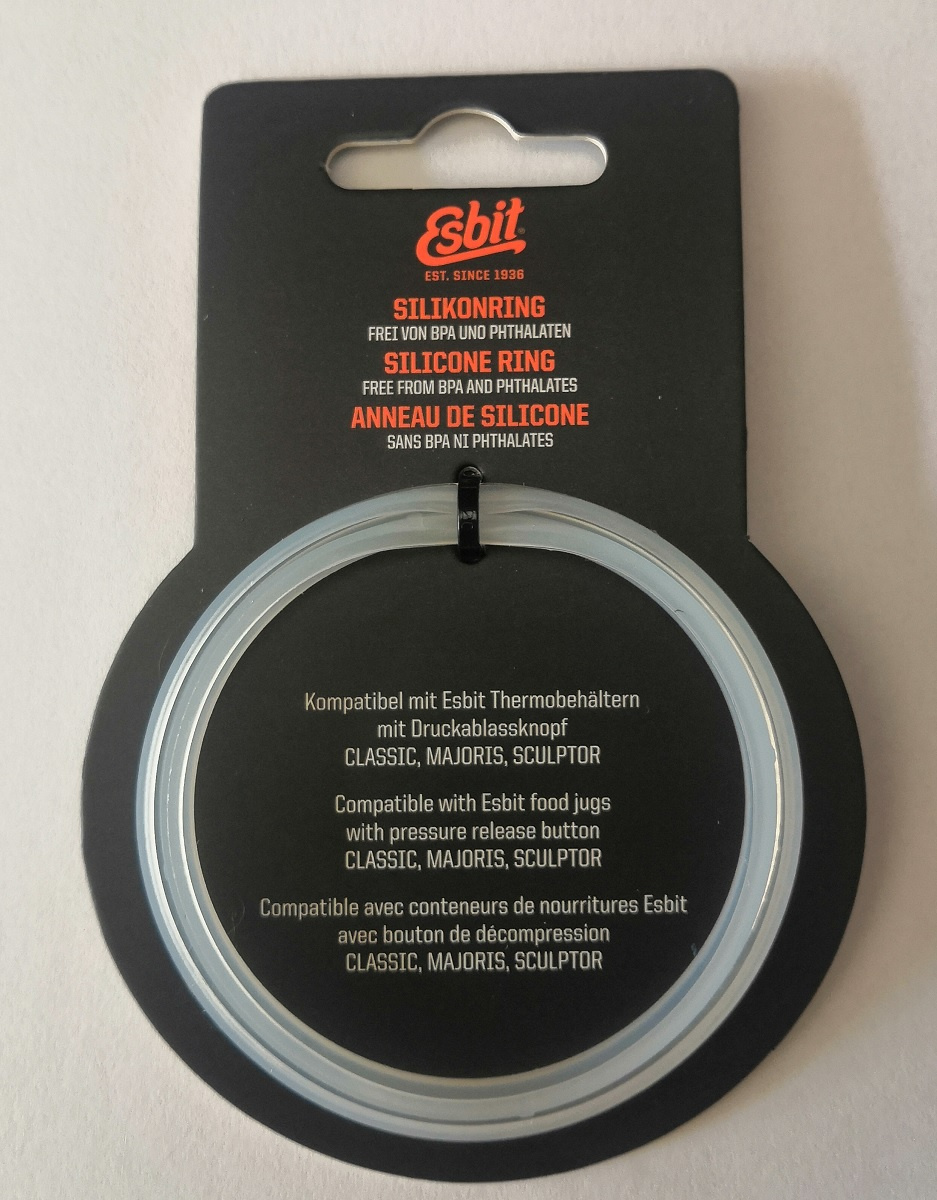 Esbit®
EST. SINCE 1936
SILIKONRING
FREI VON BPA UND PHTHALATEN
SILICONE RING
FREE FROM BPA AND PHTHALATES
ANNEAU DE SILICONE
SANS BPA NI PHTHALATES
Kompatibel mit Esbit Thermobehältern
mit Druckablassknopf
CLASSIC, MAJORIS, SCULPTOR
Compatible with Esbit food jugs
with pressure release button
CLASSIC, MAJORIS, SCULPTOR
Compatible avec conteneurs de nourritures Esbit
avec bouton de décompression
CLASSIC, MAJORIS, SCULPTOR